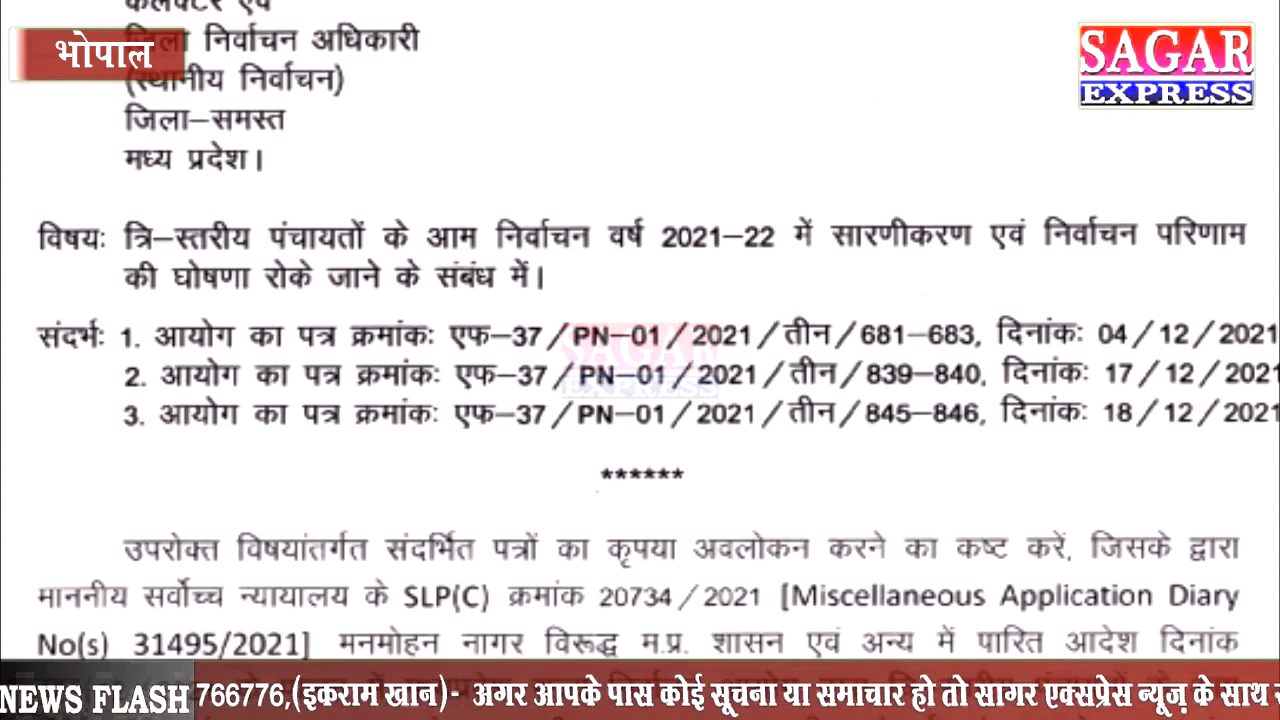 कलेक्टर एवं
भोपाल
जिला निर्वाचन अधिकारी
(स्थानीय निर्वाचन)
जिला–समस्त
मध्य प्रदेश।
SAGAR
EXPRESS
विषयः त्रि–स्तरीय पंचायतों के आम निर्वाचन वर्ष 2021–22 में सारणीकरण एवं निर्वाचन परिणाम
की घोषणा रोके जाने के संबंध में।
संदर्भः 1. आयोग का पत्र क्रमांकः एफ–37/PN–01/2021/तीन/681–683, दिनांकः 04/12/2021
2. आयोग का पत्र क्रमांकः एफ–37/PN–01/2021/तीन/839–840, दिनांकः 17/12/2021
3. आयोग का पत्र क्रमांकः एफ–37/PN–01/2021/तीन/845–846, दिनांकः 18/12/2021
SAGAR
EXPRESS
******
उपरोक्त विषयांतर्गत संदर्भित पत्रों का कृपया अवलोकन करने का कष्ट करें, जिसके द्वारा
माननीय सर्वोच्च न्यायालय के SLP(C) क्रमांक 20734/2021 [Miscellaneous Application Diary
No(s) 31495/2021] मनमोहन नागर विरूद्ध म.प्र. शासन एवं अन्य में पारित आदेश दिनांक
NEWS FLASH 766776,(इकराम खान)- अगर आपके पास कोई सूचना या समाचार हो तो सागर एक्सप्रेस न्यूज़ के साथ